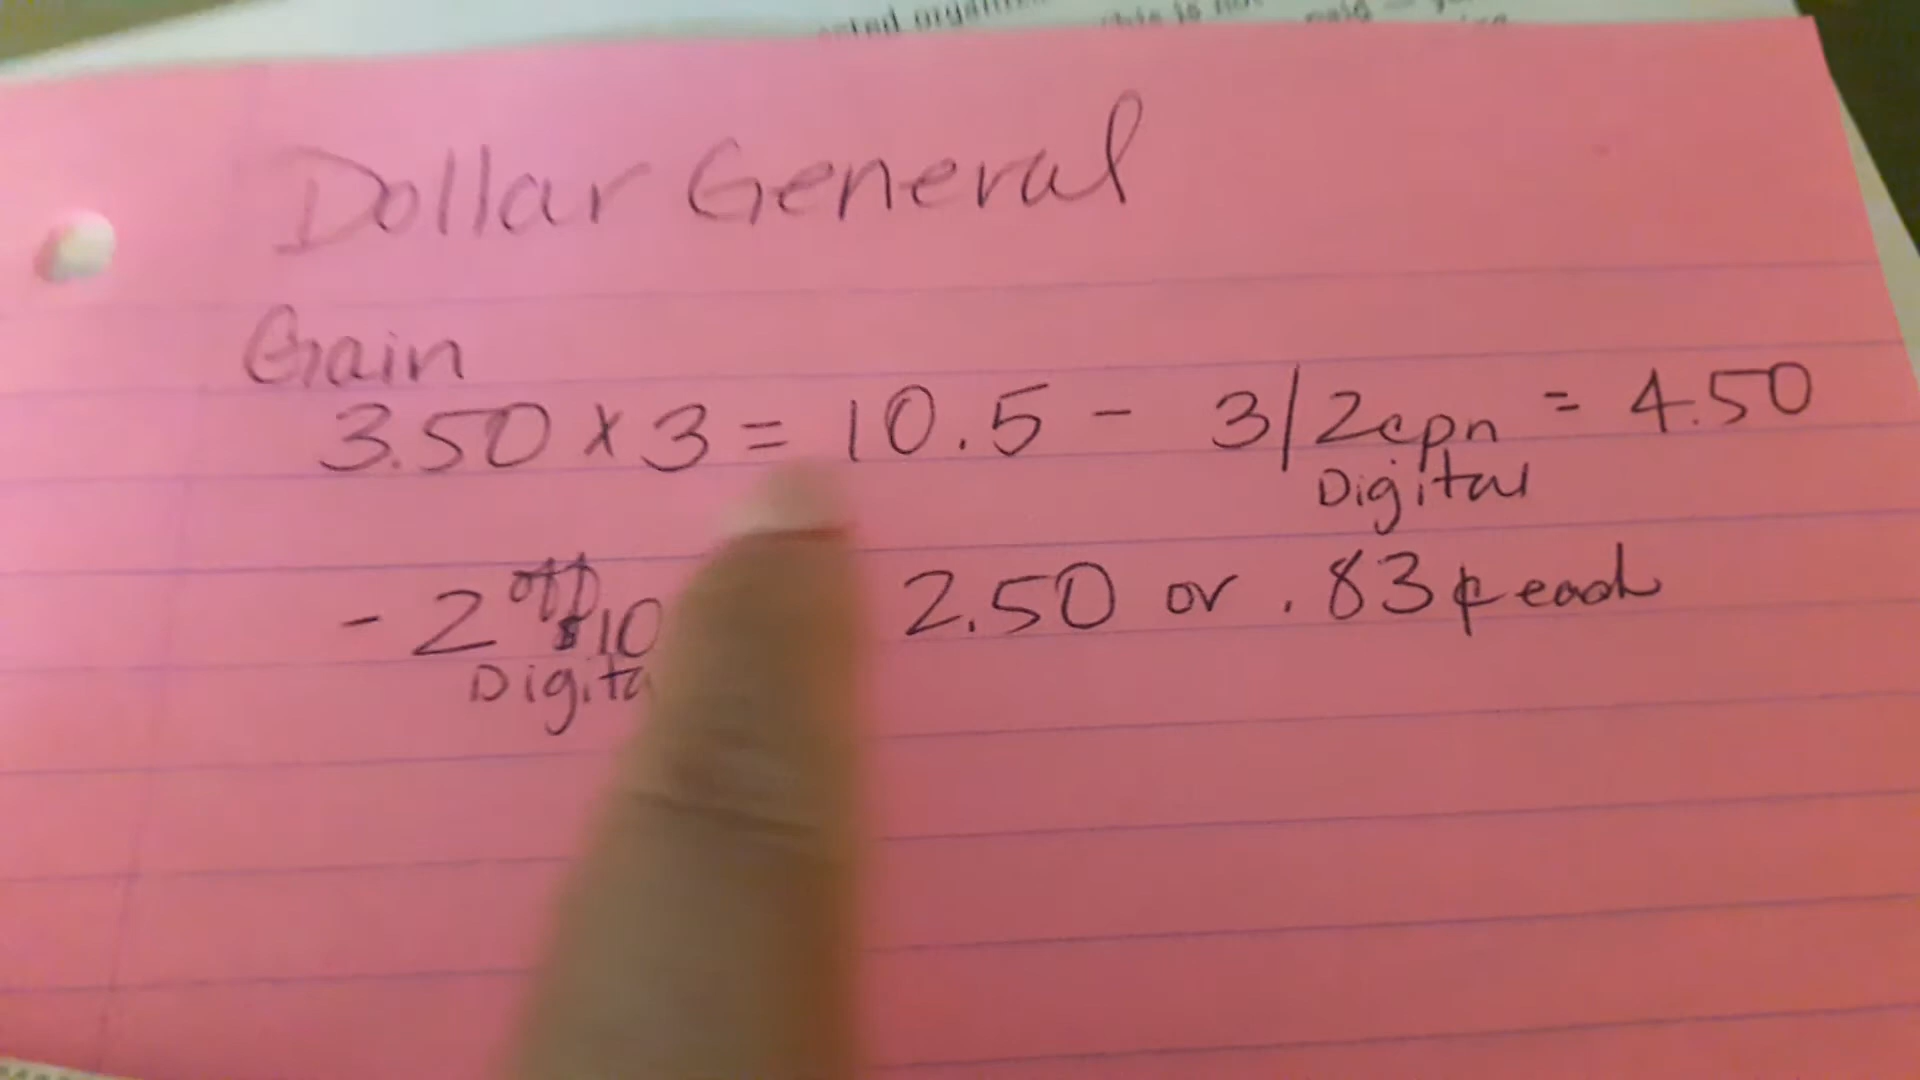 Dollar General
Gain
3.50 x 3 = 10.5 - 3/2cpn = 4.50
Digital
- 2 off $10 2.50 or .83¢ each
Digita